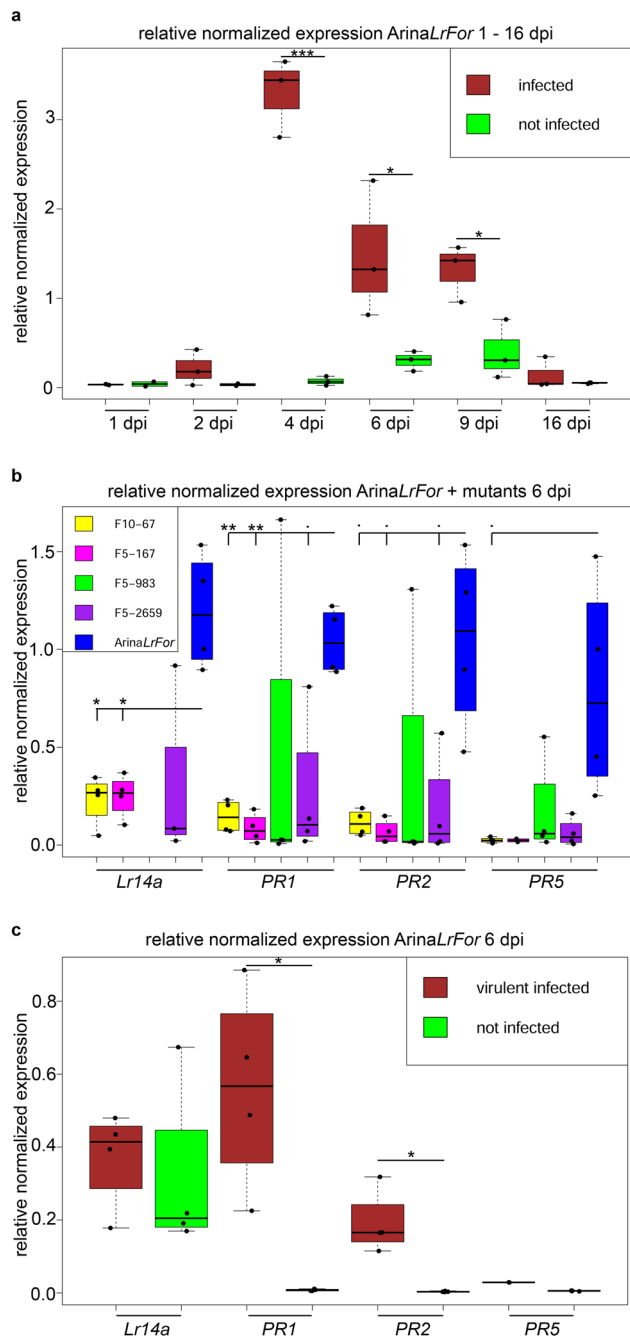 a
relative normalized expression ArinaLrFor 1 - 16 dpi
relative normalized expression
3
2
1
0
***
*
*
infected
not infected
1 dpi 2 dpi 4 dpi 6 dpi 9 dpi 16 dpi
b
relative normalized expression ArinaLrFor + mutants 6 dpi
relative normalized expression
1.5
1.0
0.5
0.0
F10−67
F5−167
F5−983
F5−2659
ArinaLrFor
* *
** ** .
. . .
.
Lr14a PR1 PR2 PR5
c
relative normalized expression ArinaLrFor 6 dpi
relative normalized expression
0.8
0.6
0.4
0.2
0.0
*
*
virulent infected
not infected
Lr14a PR1 PR2 PR5